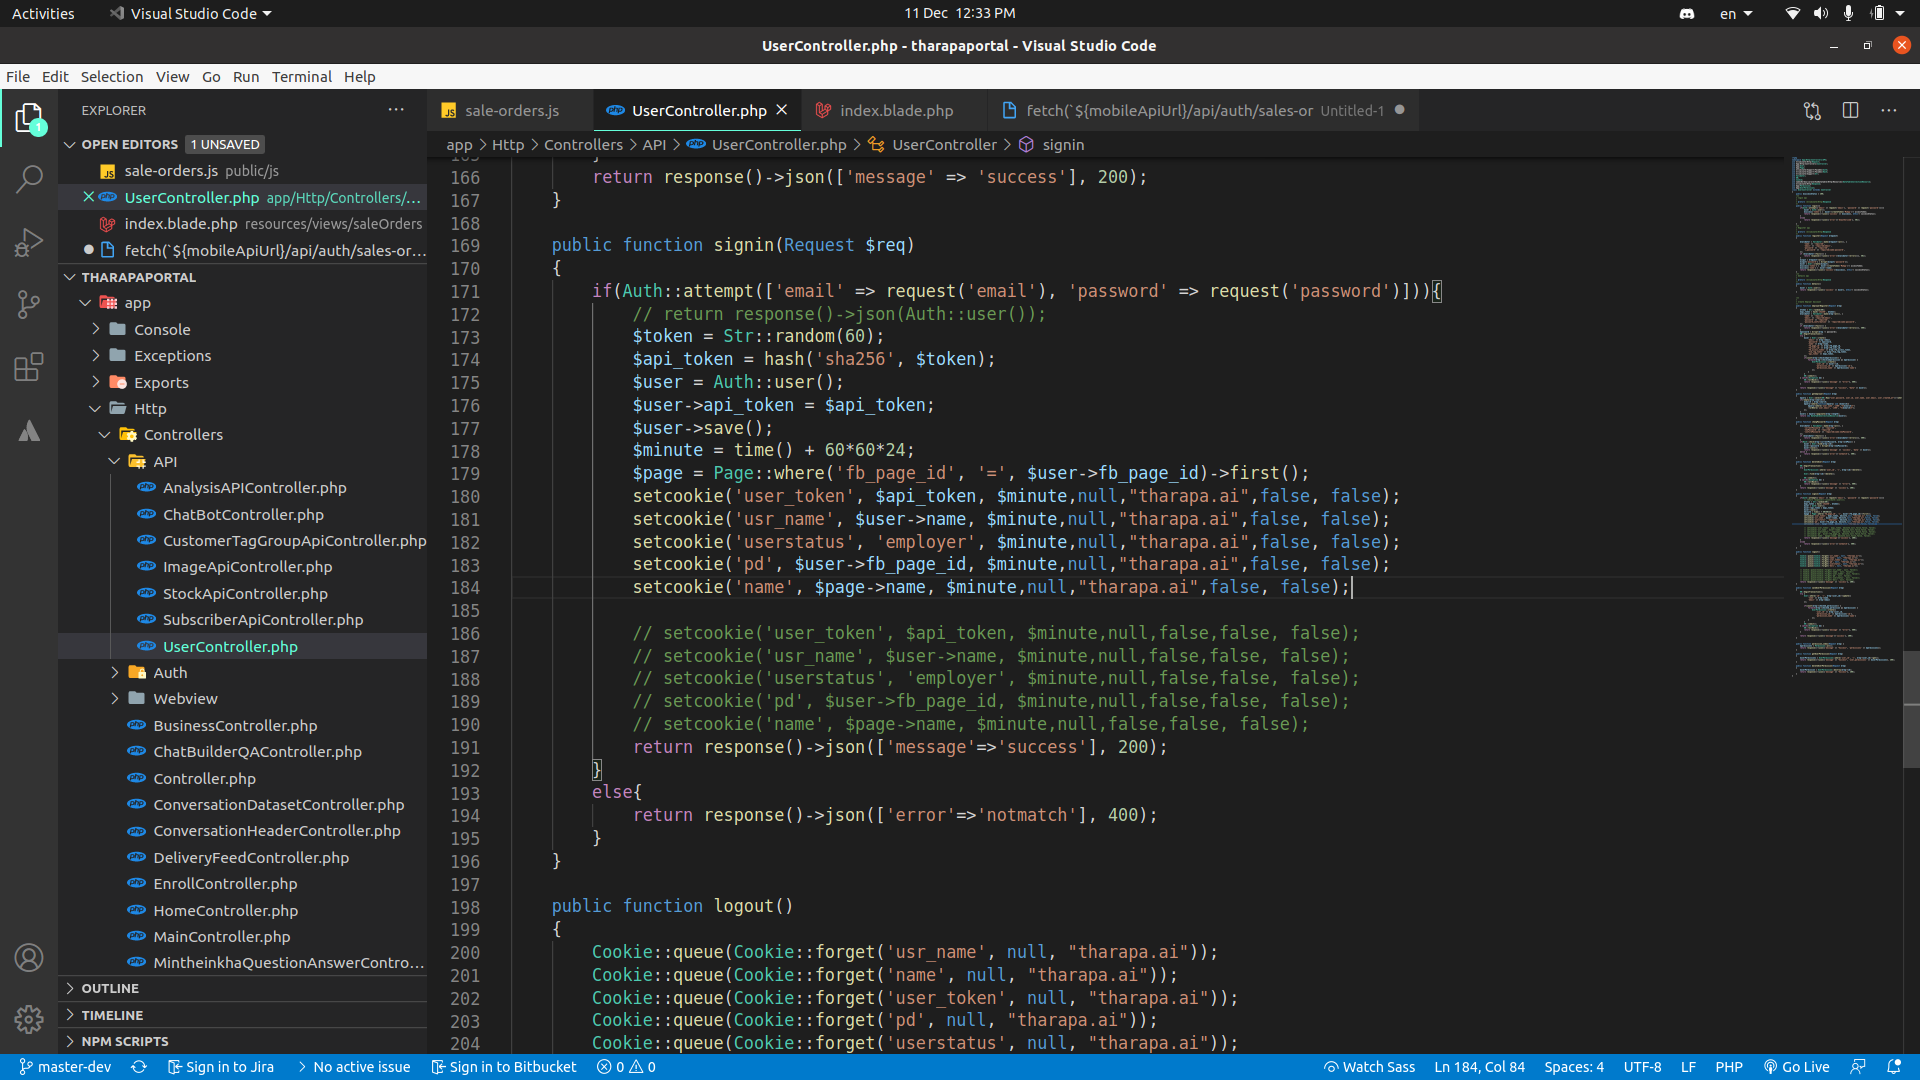 Activities
Visual Studio Code
11 Dec 12:33 PM
en
UserController.php - tharapaportal - Visual Studio Code
File Edit Selection View Go Run Terminal Help
1
EXPLORER
OPEN EDITORS 1 UNSAVED
sale-orders.js public/js
UserController.php app/Http/Controllers/...
index.blade.php resources/views/saleOrders
fetch(`${mobileApiUrl}/api/auth/sales-or...
THARAPAPORTAL
app
Console
Exceptions
Exports
Http
Controllers
API
AnalysisAPIController.php
ChatBotController.php
CustomerTagGroupApiController.php
ImageApiController.php
StockApiController.php
SubscriberApiController.php
UserController.php
Auth
Webview
BusinessController.php
ChatBuilderQAController.php
Controller.php
ConversationDatasetController.php
ConversationHeaderController.php
DeliveryFeedController.php
EnrollController.php
HomeController.php
MainController.php
MintheinkhaQuestionAnswerContro...
OUTLINE
TIMELINE
NPM SCRIPTS
sale-orders.js
UserController.php
index.blade.php
fetch(`${mobileApiUrl}/api/auth/sales-or Untitled-1
app > Http > Controllers > API > UserController.php > UserController > signin
165 }
166 return response()->json(['message' => 'success'], 200);
167 }
168
169 public function signin(Request $req)
170 {
171 if(Auth::attempt(['email' => request('email'), 'password' => request('password')])){
172 // return response()->json(Auth::user());
173 $token = Str::random(60);
174 $api_token = hash('sha256', $token);
175 $user = Auth::user();
176 $user->api_token = $api_token;
177 $user->save();
178 $minute = time() + 60*60*24;
179 $page = Page::where('fb_page_id', '=', $user->fb_page_id)->first();
180 setcookie('user_token', $api_token, $minute,null,"tharapa.ai",false, false);
181 setcookie('usr_name', $user->name, $minute,null,"tharapa.ai",false, false);
182 setcookie('userstatus', 'employer', $minute,null,"tharapa.ai",false, false);
183 setcookie('pd', $user->fb_page_id, $minute,null,"tharapa.ai",false, false);
184 setcookie('name', $page->name, $minute,null,"tharapa.ai",false, false);
185
186 // setcookie('user_token', $api_token, $minute,null,false,false, false);
187 // setcookie('usr_name', $user->name, $minute,null,false,false, false);
188 // setcookie('userstatus', 'employer', $minute,null,false,false, false);
189 // setcookie('pd', $user->fb_page_id, $minute,null,false,false, false);
190 // setcookie('name', $page->name, $minute,null,false,false, false);
191 return response()->json(['message'=>'success'], 200);
192 }
193 else{
194 return response()->json(['error'=>'notmatch'], 400);
195 }
196 }
197
198 public function logout()
199 {
200 Cookie::queue(Cookie::forget('usr_name', null, "tharapa.ai"));
201 Cookie::queue(Cookie::forget('name', null, "tharapa.ai"));
202 Cookie::queue(Cookie::forget('user_token', null, "tharapa.ai"));
203 Cookie::queue(Cookie::forget('pd', null, "tharapa.ai"));
204 Cookie::queue(Cookie::forget('userstatus', null, "tharapa.ai"));
master-dev
Sign in to Jira
No active issue
Sign in to Bitbucket
0 0
Watch Sass
Ln 184, Col 84
Spaces: 4
UTF-8
LF
PHP
Go Live